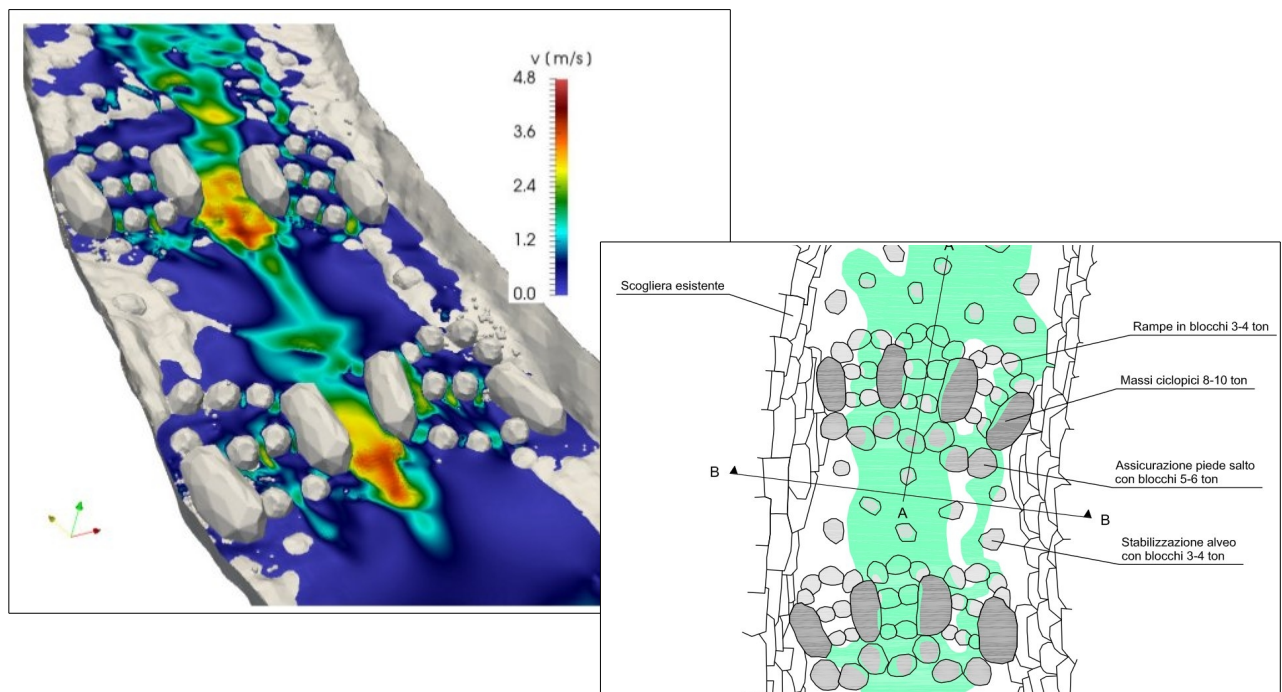 v (m/s)
4.8
3.6
2.4
1.2
0.0
A
Scogliera esistente
Rampe in blocchi 3-4 ton
Massi ciclopici 8-10 ton
Assicurazione piede salto
con blocchi 5-6 ton
B
A
B
Stabilizzazione alveo
con blocchi 3-4 ton